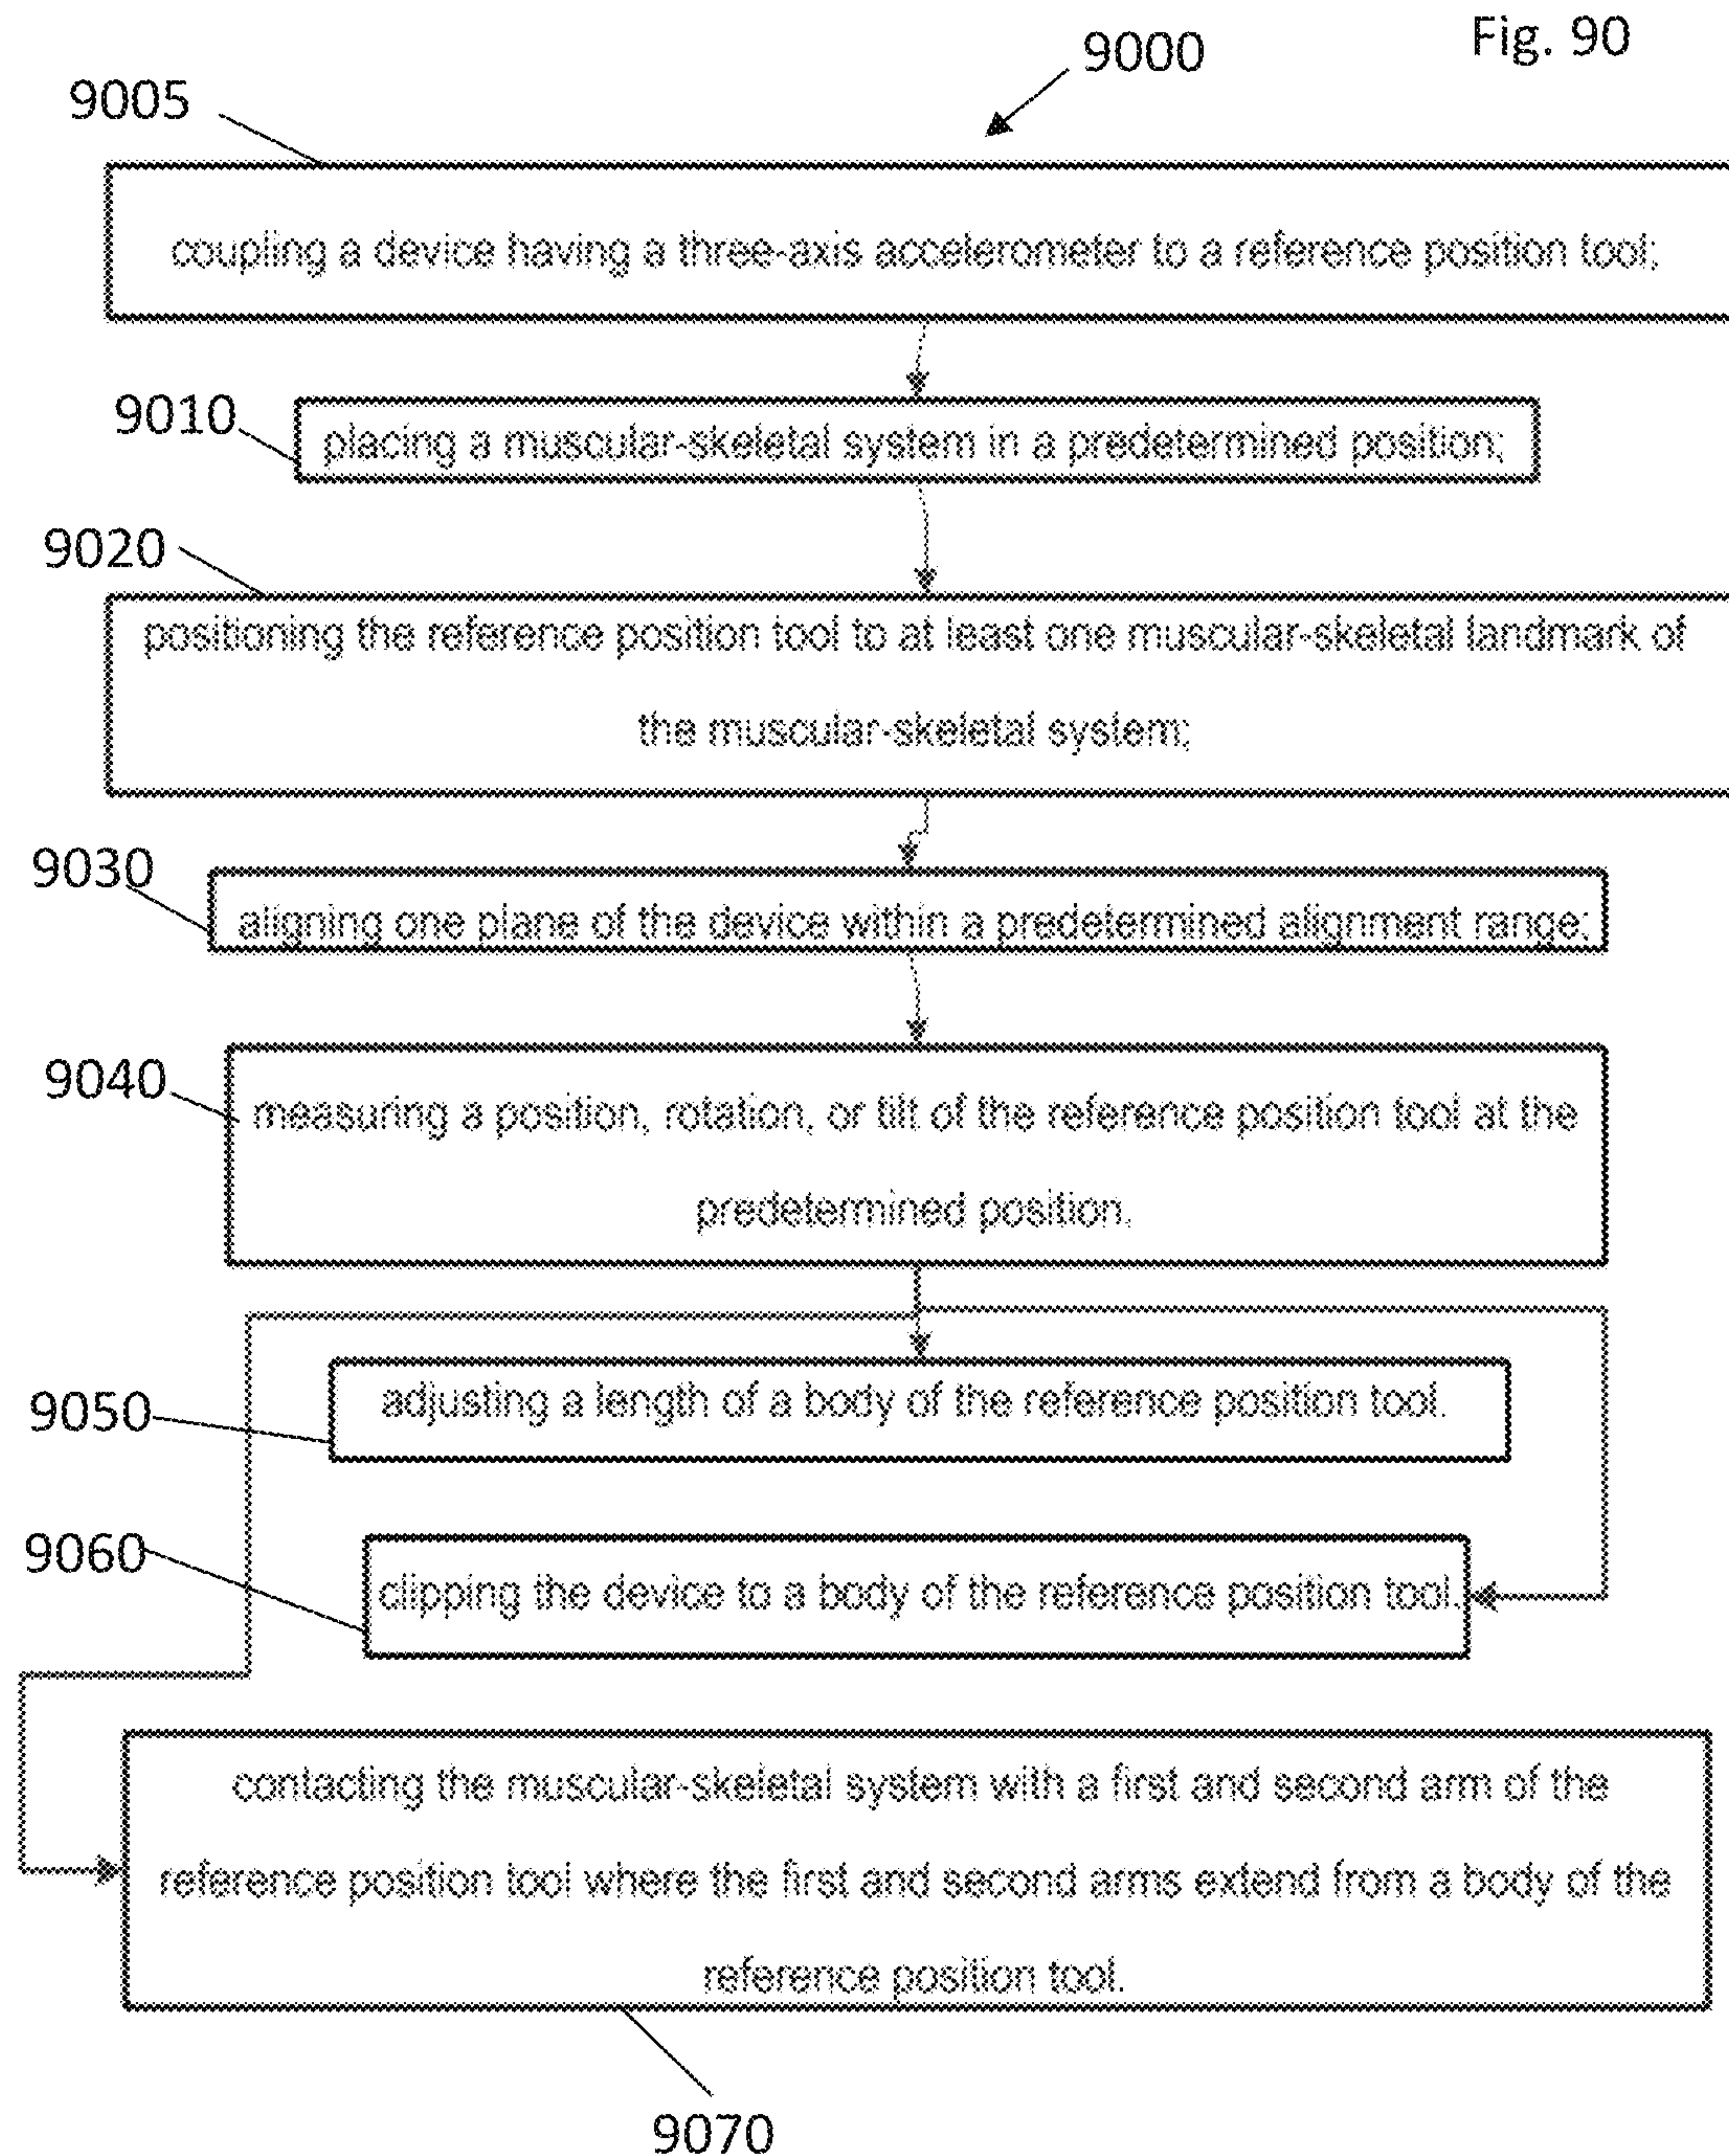 Fig. 90
9000
9005
coupling a device having a three-axis accelerometer to a reference position tool;
9010
placing a muscular-skeletal system in a predetermined position;
9020
positioning the reference position tool to at least one muscular-skeletal landmark of
the muscular-skeletal system;
9030
aligning one plane of the device within a predetermined alignment range;
9040
measuring a position, rotation, or tilt of the reference position tool at the
predetermined position.
9050
adjusting a length of a body of the reference position tool.
9060
clipping the device to a body of the reference position tool.
contacting the muscular-skeletal system with a first and second arm of the
reference position tool where the first and second arms extend from a body of the
reference position tool.
9070